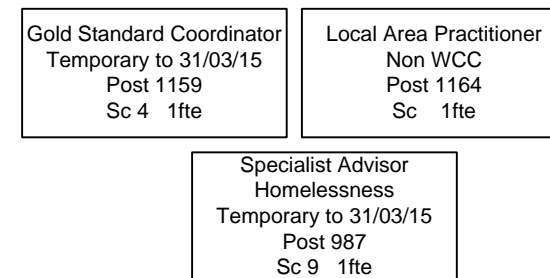 Gold Standard Coordinator
Temporary to 31/03/15
Post 1159
Sc 4 1fte
Local Area Practitioner
Non WCC
Post 1164
Sc 1fte
Specialist Advisor
Homelessness
Temporary to 31/03/15
Post 987
Sc 9 1fte